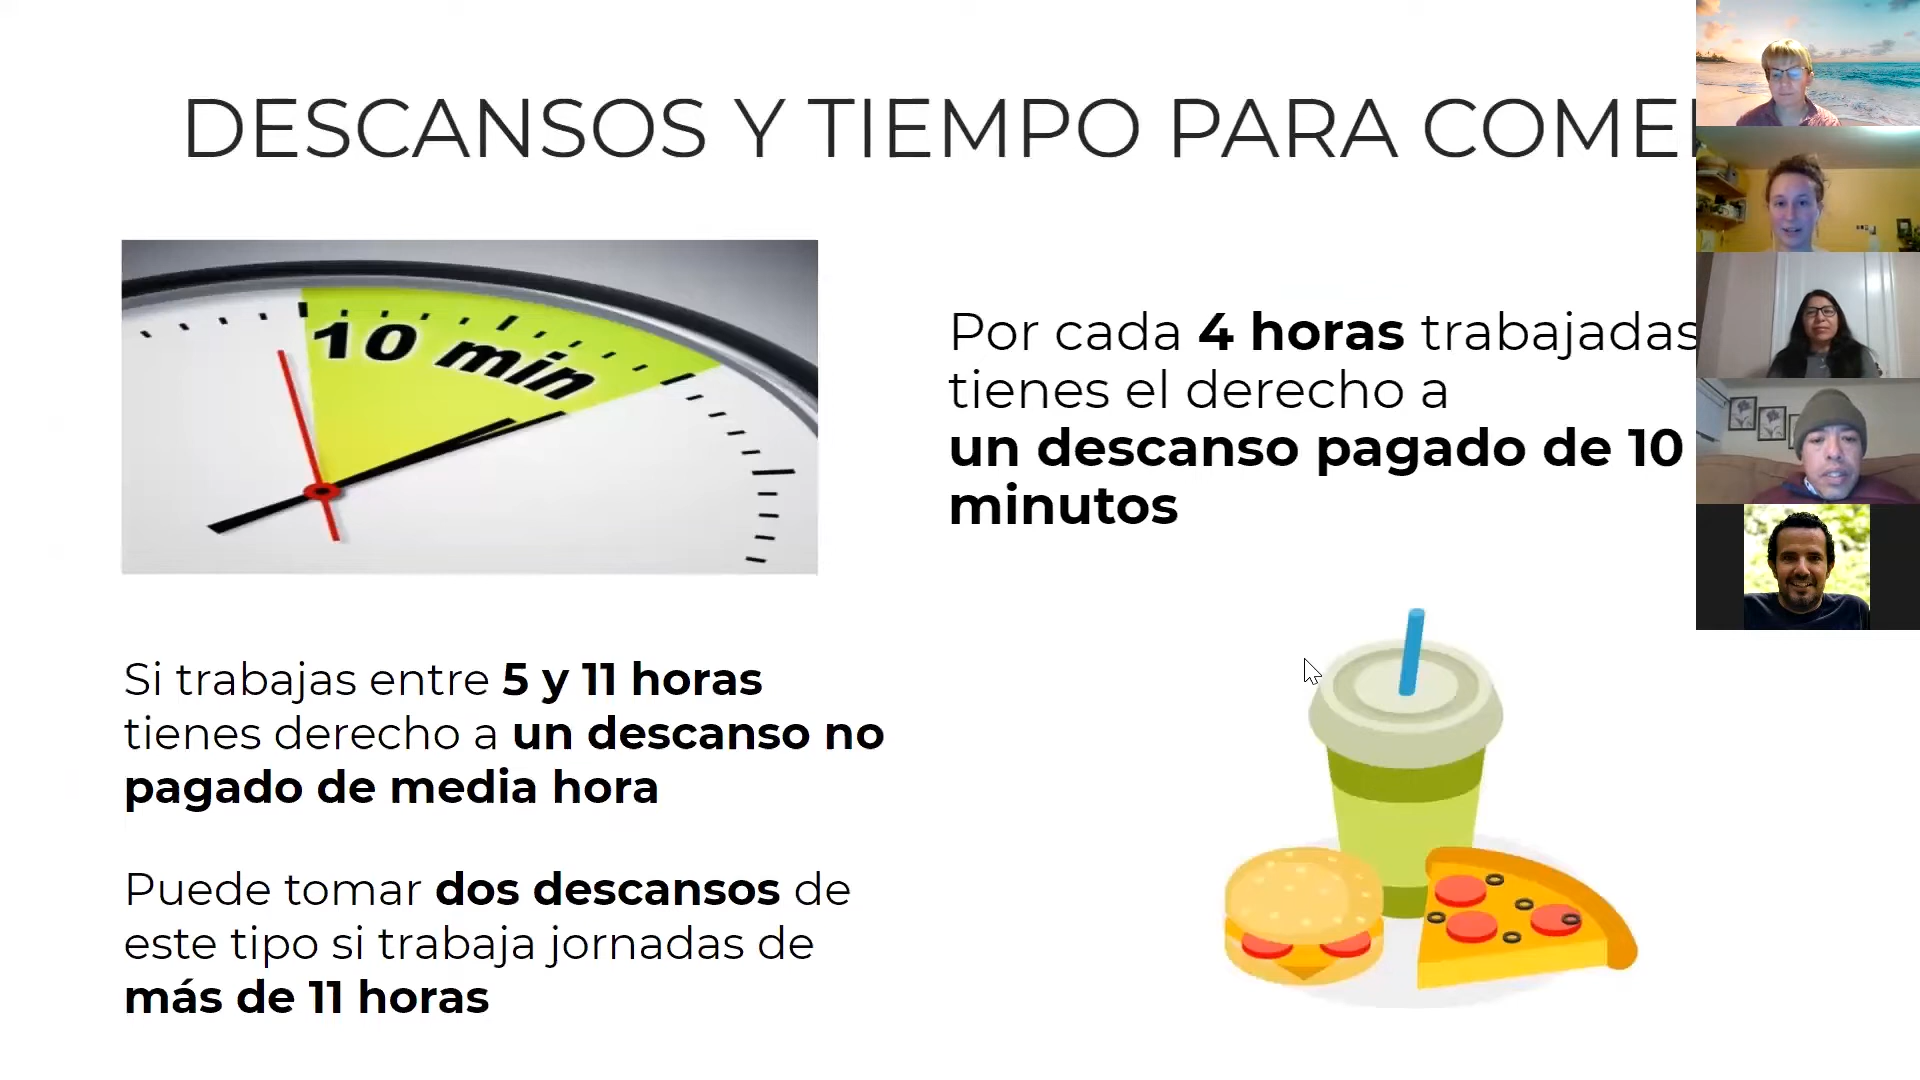 DESCANSOS Y TIEMPO PARA COME
10 min
Por cada 4 horas trabajadas
tienes el derecho a
un descanso pagado de 10
minutos
Si trabajas entre 5 y 11 horas
tienes derecho a un descanso no
pagado de media hora
Puede tomar dos descansos de
este tipo si trabaja jornadas de
más de 11 horas